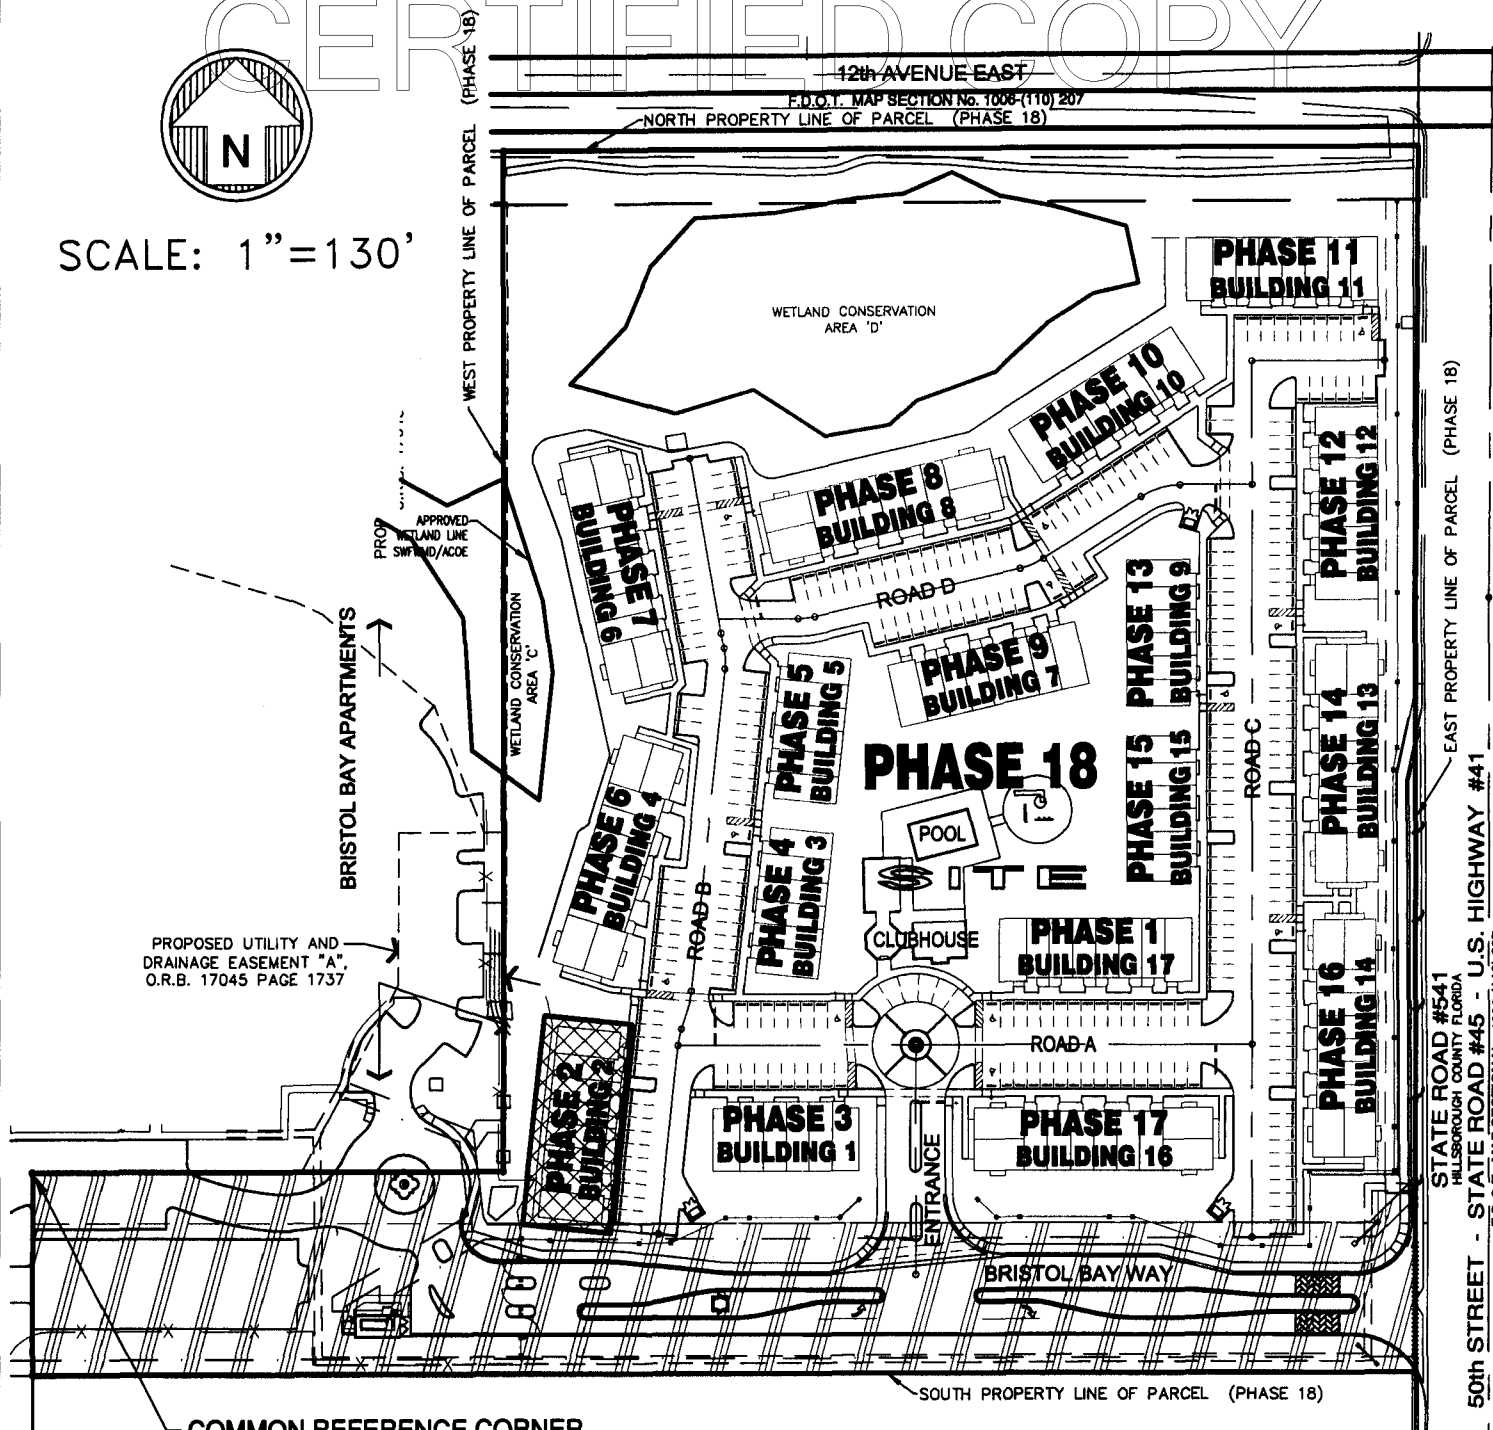 CERTIFIED COPY
12th AVENUE EAST
F.D.O.T. MAP SECTION No. 1006-(110) 207
NORTH PROPERTY LINE OF PARCEL (PHASE 18)
N
SCALE: 1"=130'
WEST PROPERTY LINE OF PARCEL (PHASE 18)
WETLAND CONSERVATION
AREA 'D'
PHASE 11
BUILDING 11
PHASE 10
BUILDING 10
PHASE 8
BUILDING 8
PHASE 12
BUILDING 12
EAST PROPERTY LINE OF PARCEL (PHASE 18)
PROP
APPROVED
WETLAND LINE
SWFWMD/ACOE
PHASE 7
BUILDING 6
ROAD D
PHASE 13
BUILDING 9
WETLAND CONSERVATION
AREA 'C'
BRISTOL BAY APARTMENTS
PHASE 9
BUILDING 7
PHASE 5
BUILDING 5
PHASE 14
BUILDING 13
ROAD C
PHASE 18
PHASE 15
BUILDING 15
PHASE 6
BUILDING 4
POOL
PHASE 4
BUILDING 3
ROAD B
SITE
CLUBHOUSE
PHASE 1
BUILDING 17
PROPOSED UTILITY AND
DRAINAGE EASEMENT "A",
O.R.B. 17045 PAGE 1737
PHASE 16
BUILDING 14
STATE ROAD #541
HILLSBOROUGH COUNTY FLORIDA
50th STREET - STATE ROAD #45 - U.S. HIGHWAY #41
ROAD A
PHASE 2
BUILDING 2
PHASE 3
BUILDING 1
PHASE 17
BUILDING 16
ENTRANCE
BRISTOL BAY WAY
SOUTH PROPERTY LINE OF PARCEL (PHASE 18)
COMMON REFERENCE CORNER